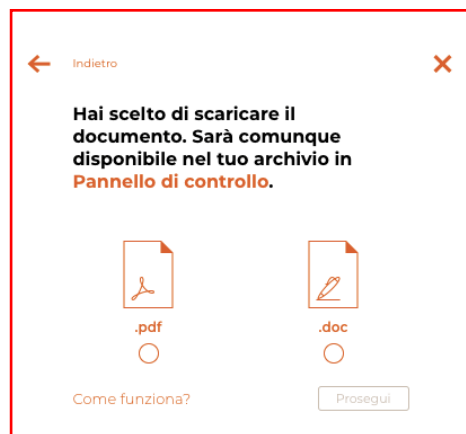 Indietro
Hai scelto di scaricare il
documento. Sarà comunque
disponibile nel tuo archivio in
Pannello di controllo.
.pdf
.doc
Come funziona?
Prosegui